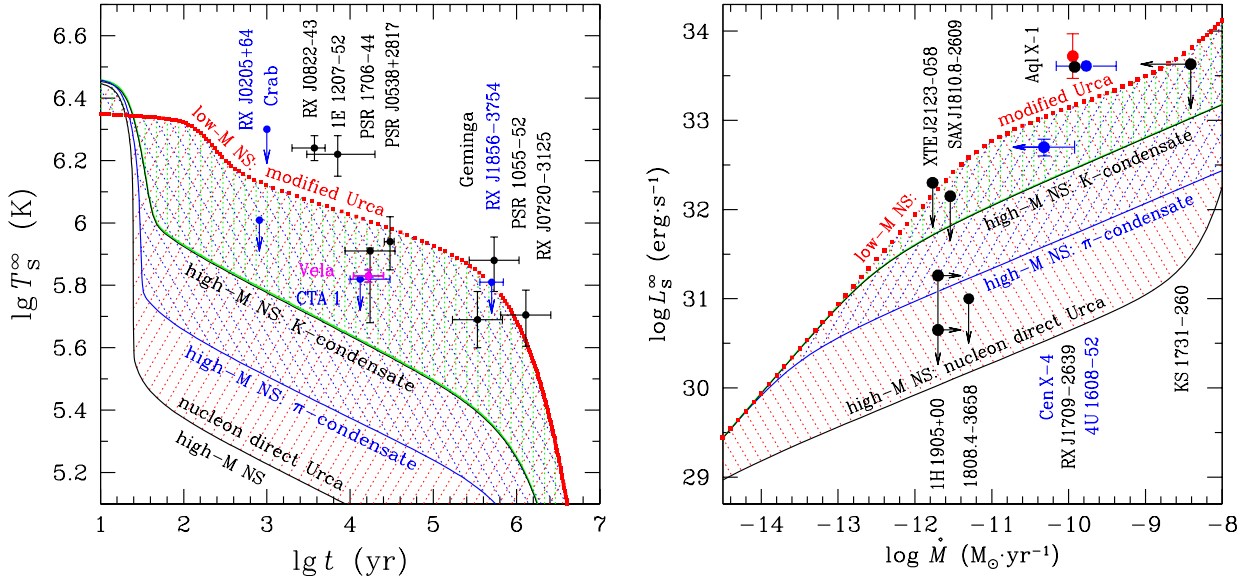 6.6
6.4
6.2
6
5.8
5.6
5.4
5.2
lg T∞s (K)
1
2
3
4
5
6
7
lg t (yr)
RX J0205+64
Crab
RX J0822-43
1E 1207-52
PSR 1706-44
PSR J0538+2817
Geminga
RX J1856-3754
PSR 1055-52
RX J0720-3125
low-M NS: modified Urca
Vela
CTA 1
high-M NS: K-condensate
high-M NS: π-condensate
nucleon direct Urca
high-M NS
34
33
32
31
30
29
log L∞s (erg·s−1)
−14
−13
−12
−11
−10
−9
−8
log Ṁ (M⊙·yr−1)
XTE J2123-058
SAX J1810.8-2609
Aql X-1
low-M NS: modified Urca
high-M NS: K-condensate
high-M NS: π-condensate
high-M NS: nucleon direct Urca
1H 1905+00
1808.4-3658
Cen X-4
RX J1709-2639
4U 1608-52
KS 1731-260